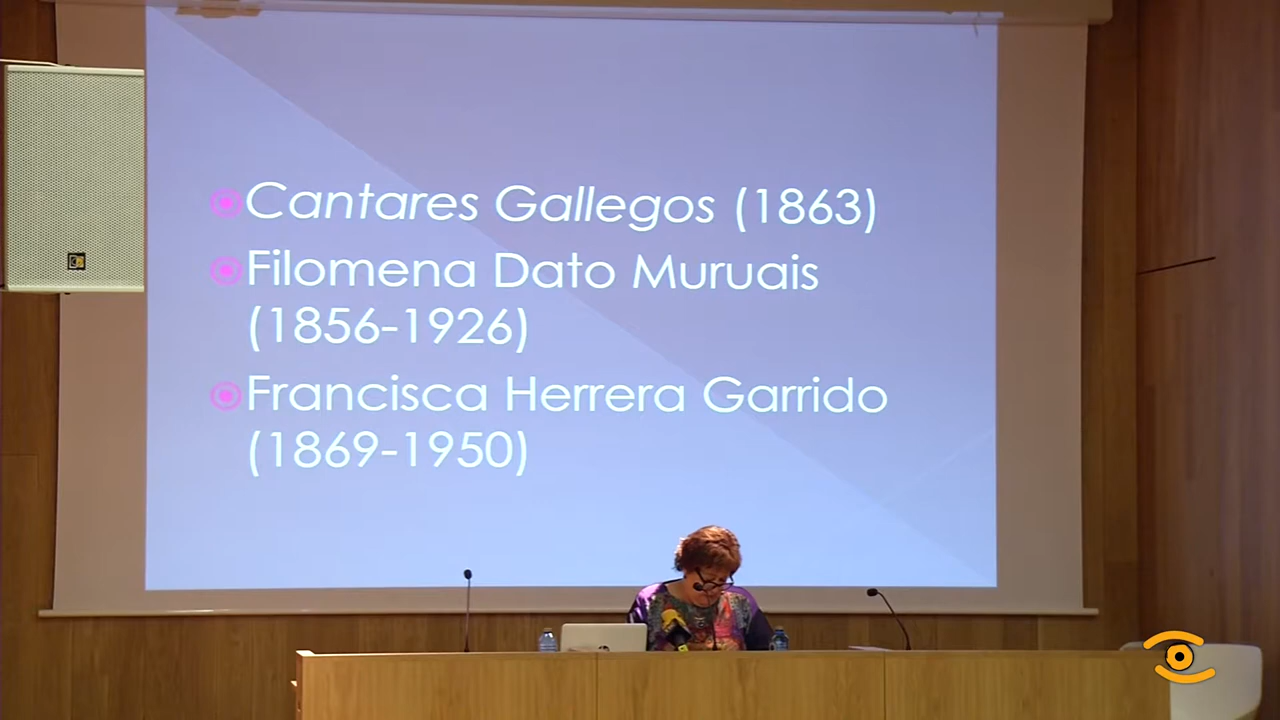 Cantares Gallegos (1863)
Filomena Dato Muruais
(1856-1926)
Francisca Herrera Garrido
(1869-1950)